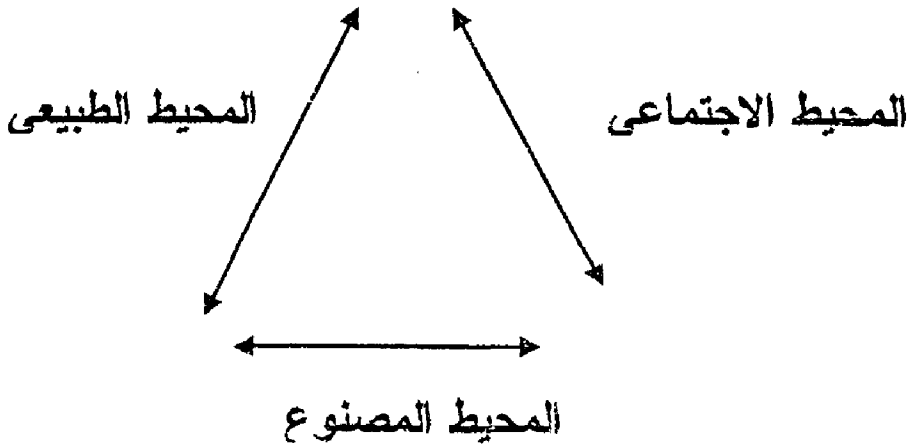 المحيط الاجتماعى
المحيط الطبيعى
المحيط المصنوع